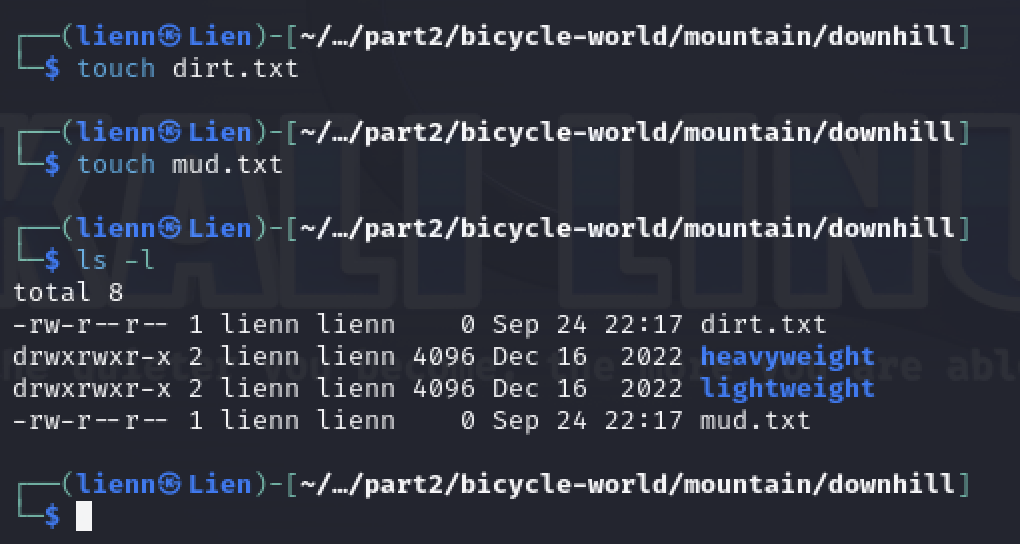 ┌──(lienn㉿Lien)-[~/…/part2/bicycle-world/mountain/downhill]
└─$ touch dirt.txt
┌──(lienn㉿Lien)-[~/…/part2/bicycle-world/mountain/downhill]
└─$ touch mud.txt
┌──(lienn㉿Lien)-[~/…/part2/bicycle-world/mountain/downhill]
└─$ ls -l
total 8
-rw-r--r-- 1 lienn lienn    0 Sep 24 22:17 dirt.txt
drwxrwxr-x 2 lienn lienn 4096 Dec 16  2022 heavyweight
drwxrwxr-x 2 lienn lienn 4096 Dec 16  2022 lightweight
-rw-r--r-- 1 lienn lienn    0 Sep 24 22:17 mud.txt
┌──(lienn㉿Lien)-[~/…/part2/bicycle-world/mountain/downhill]
└─$